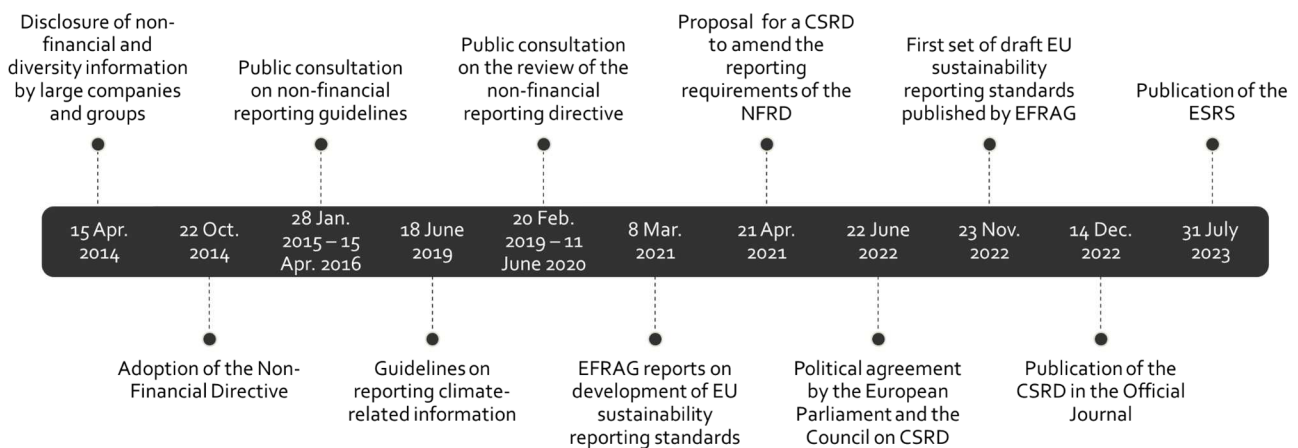 Disclosure of non-
financial and
diversity information
by large companies
and groups
Public consultation
on non-financial
reporting guidelines
Public consultation
on the review of the
non-financial
reporting directive
Proposal for a CSRD
to amend the
reporting
requirements of the
NFRD
First set of draft EU
sustainability
reporting standards
published by EFRAG
Publication of the
ESRS
15 Apr.
2014
22 Oct.
2014
28 Jan.
2015 – 15
Apr. 2016
18 June
2019
20 Feb.
2019 – 11
June 2020
8 Mar.
2021
21 Apr.
2021
22 June
2022
23 Nov.
2022
14 Dec.
2022
31 July
2023
Adoption of the Non-
Financial Directive
Guidelines on
reporting climate-
related information
EFRAG reports on
development of EU
sustainability
reporting standards
Political agreement
by the European
Parliament and the
Council on CSRD
Publication of the
CSRD in the Official
Journal